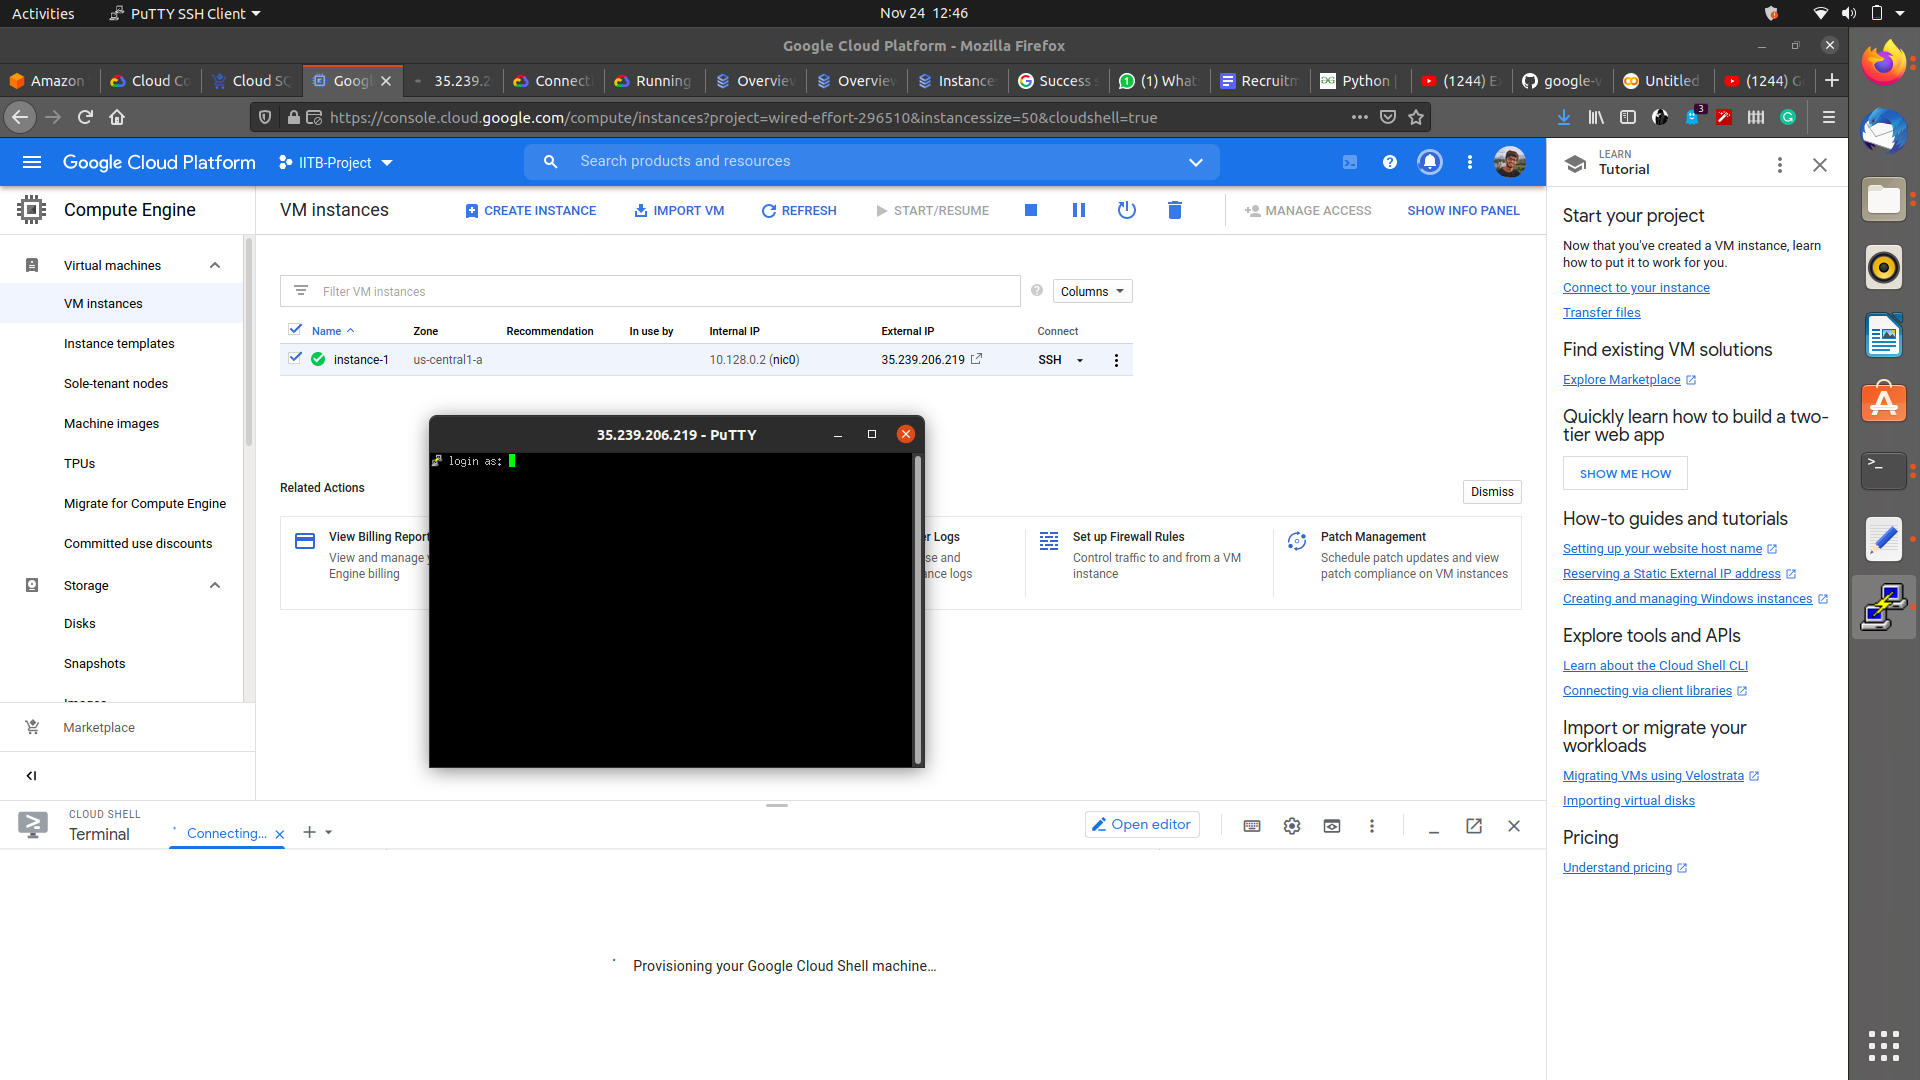 Activities
PuTTY SSH Client
Nov 24 12:46
Google Cloud Platform - Mozilla Firefox
Amazon
Cloud Co
Cloud SQ
Googl
35.239.2
Connecti
Running
Overview
Overview
Instance
Success s
(1) What
Recruitm
Python |
(1244) E
google-v
Untitled
(1244) G
https://console.cloud.google.com/compute/instances?project=wired-effort-296510&instancessize=50&cloudshell=true
3
Google Cloud Platform
IITB-Project
Search products and resources
LEARN
Tutorial
Compute Engine
VM instances
CREATE INSTANCE
IMPORT VM
REFRESH
START/RESUME
MANAGE ACCESS
SHOW INFO PANEL
Virtual machines
VM instances
Instance templates
Sole-tenant nodes
Machine images
TPUs
Migrate for Compute Engine
Committed use discounts
Storage
Disks
Snapshots
Images
Marketplace
Filter VM instances
Columns
Name
Zone
Recommendation
In use by
Internal IP
External IP
Connect
instance-1
us-central1-a
10.128.0.2 (nic0)
35.239.206.219
SSH
35.239.206.219 - PuTTY
login as:
Related Actions
Dismiss
View Billing Report
View and manage
Engine billing
r Logs
se and
ance logs
Set up Firewall Rules
Control traffic to and from a VM
instance
Patch Management
Schedule patch updates and view
patch compliance on VM instances
Start your project
Now that you've created a VM instance, learn
how to put it to work for you.
Connect to your instance
Transfer files
Find existing VM solutions
Explore Marketplace
Quickly learn how to build a two-
tier web app
SHOW ME HOW
How-to guides and tutorials
Setting up your website host name
Reserving a Static External IP address
Creating and managing Windows instances
Explore tools and APIs
Learn about the Cloud Shell CLI
Connecting via client libraries
Import or migrate your
workloads
Migrating VMs using Velostrata
Importing virtual disks
Pricing
Understand pricing
CLOUD SHELL
Terminal
Connecting...
Open editor
Provisioning your Google Cloud Shell machine...